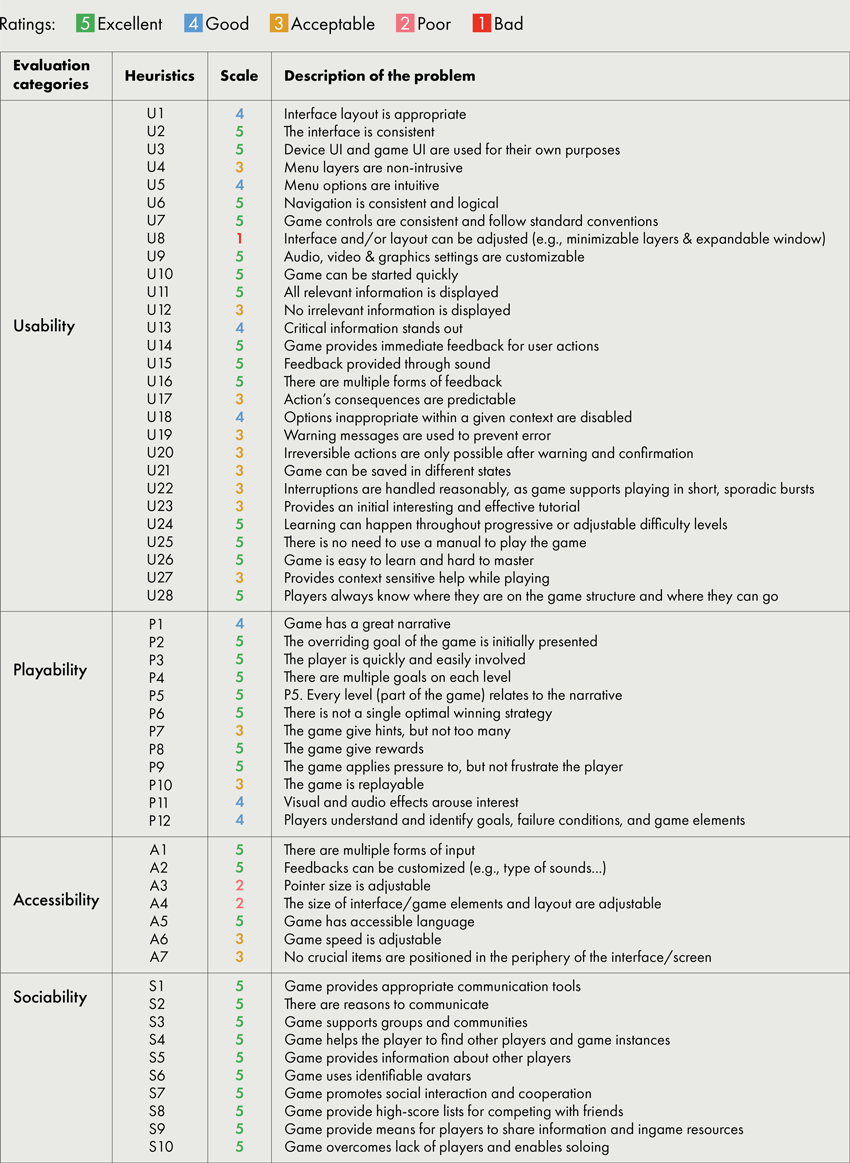 Ratings: 5 Excellent 4 Good 3 Acceptable 2 Poor 1 Bad
Evaluation categories Heuristics Scale Description of the problem
Usability
U1 4 Interface layout is appropriate
U2 5 The interface is consistent
U3 5 Device UI and game UI are used for their own purposes
U4 3 Menu layers are non-intrusive
U5 4 Menu options are intuitive
U6 5 Navigation is consistent and logical
U7 5 Game controls are consistent and follow standard conventions
U8 1 Interface and/or layout can be adjusted (e.g., minimizable layers & expandable window)
U9 5 Audio, video & graphics settings are customizable
U10 5 Game can be started quickly
U11 5 All relevant information is displayed
U12 3 No irrelevant information is displayed
U13 4 Critical information stands out
U14 5 Game provides immediate feedback for user actions
U15 5 Feedback provided through sound
U16 5 There are multiple forms of feedback
U17 3 Action's consequences are predictable
U18 4 Options inappropriate within a given context are disabled
U19 3 Warning messages are used to prevent error
U20 3 Irreversible actions are only possible after warning and confirmation
U21 3 Game can be saved in different states
U22 3 Interruptions are handled reasonably, as game supports playing in short, sporadic bursts
U23 3 Provides an initial interesting and effective tutorial
U24 5 Learning can happen throughout progressive or adjustable difficulty levels
U25 5 There is no need to use a manual to play the game
U26 5 Game is easy to learn and hard to master
U27 3 Provides context sensitive help while playing
U28 5 Players always know where they are on the game structure and where they can go
Playability
P1 4 Game has a great narrative
P2 5 The overriding goal of the game is initially presented
P3 5 The player is quickly and easily involved
P4 5 There are multiple goals on each level
P5 5 P5. Every level (part of the game) relates to the narrative
P6 5 There is not a single optimal winning strategy
P7 3 The game give hints, but not too many
P8 5 The game give rewards
P9 5 The game applies pressure to, but not frustrate the player
P10 3 The game is replayable
P11 4 Visual and audio effects arouse interest
P12 4 Players understand and identify goals, failure conditions, and game elements
Accessibility
A1 5 There are multiple forms of input
A2 5 Feedbacks can be customized (e.g., type of sounds...)
A3 2 Pointer size is adjustable
A4 2 The size of interface/game elements and layout are adjustable
A5 5 Game has accessible language
A6 3 Game speed is adjustable
A7 3 No crucial items are positioned in the periphery of the interface/screen
Sociability
S1 5 Game provides appropriate communication tools
S2 5 There are reasons to communicate
S3 5 Game supports groups and communities
S4 5 Game helps the player to find other players and game instances
S5 5 Game provides information about other players
S6 5 Game uses identifiable avatars
S7 5 Game promotes social interaction and cooperation
S8 5 Game provide high-score lists for competing with friends
S9 5 Game provide means for players to share information and ingame resources
S10 5 Game overcomes lack of players and enables soloing